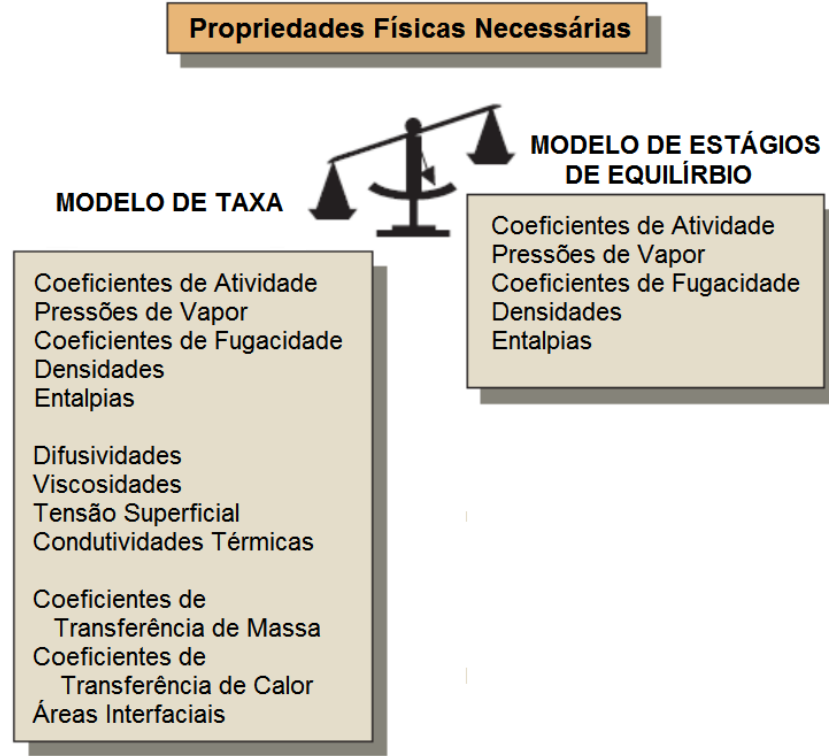 Propriedades Físicas Necessárias
MODELO DE TAXA
Coeficientes de Atividade
Pressões de Vapor
Coeficientes de Fugacidade
Densidades
Entalpias
Difusividades
Viscosidades
Tensão Superficial
Condutividades Térmicas
Coeficientes de
Transferência de Massa
Coeficientes de
Transferência de Calor
Áreas Interfaciais
MODELO DE ESTÁGIOS
DE EQUILÍRBIO
Coeficientes de Atividade
Pressões de Vapor
Coeficientes de Fugacidade
Densidades
Entalpias